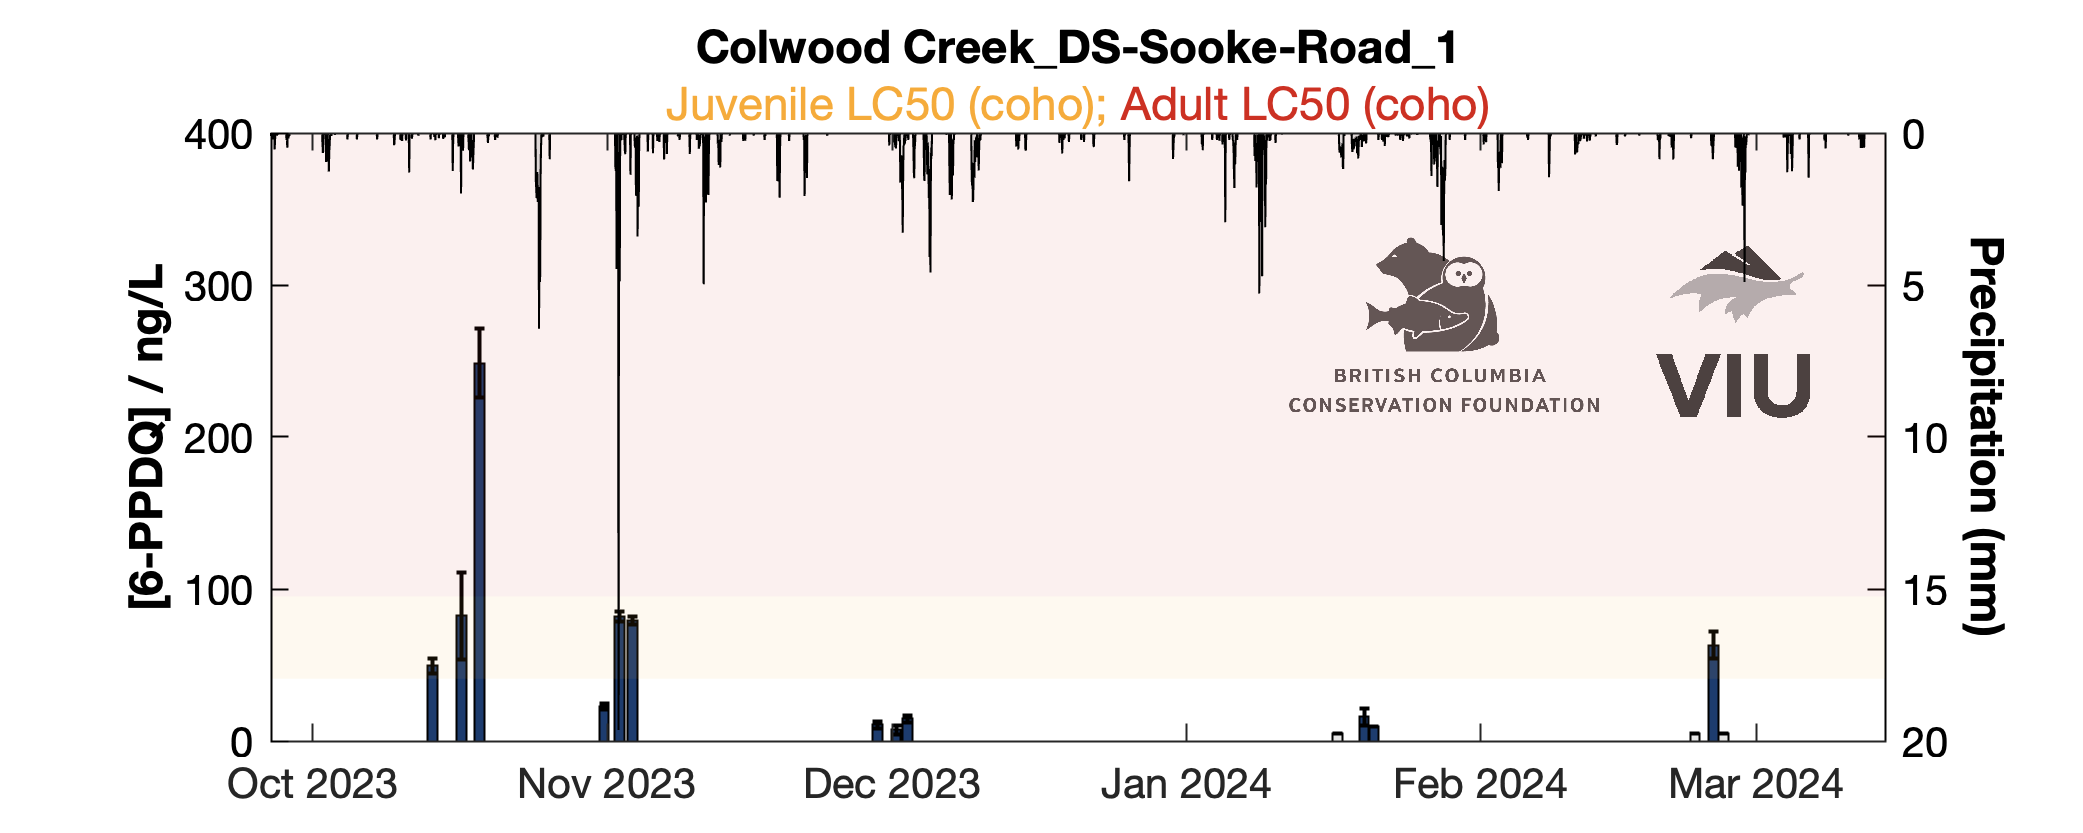 Colwood Creek_DS-Sooke-Road_1
Juvenile LC50 (coho); Adult LC50 (coho)
400
300
200
100
0
[6-PPDQ] / ng/L
0
5
10
15
20
Precipitation (mm)
BRITISH COLUMBIA
CONSERVATION FOUNDATION
VIU
Oct 2023
Nov 2023
Dec 2023
Jan 2024
Feb 2024
Mar 2024